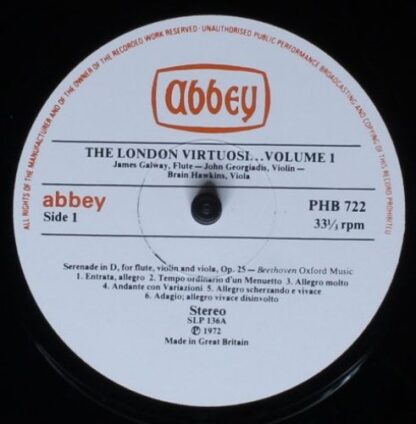 ALL RIGHTS OF THE MANUFACTURER AND OF THE OWNER OF THE RECORDED WORK RESERVED · UNAUTHORISED PUBLIC PERFORMANCE BROADCASTING AND COPYING OF THIS RECORD PROHIBITED
abbey
THE LONDON VIRTUOSI...VOLUME 1
James Galway, Flute — John Georgiadis, Violin —
Brain Hawkins, Viola
abbey
Side 1
PHB 722
33⅓ rpm
Serenade in D, for flute, violin and viola, Op. 25 — Beethoven Oxford Music
1. Entrata, allegro 2. Tempo ordinario d'un Menuetto 3. Allegro molto
4. Andante con Variazioni 5. Allegro scherzando e vivace
6. Adagio; allegro vivace disinvolto
Stereo
SLP 136A
℗ 1972
Made in Great Britain